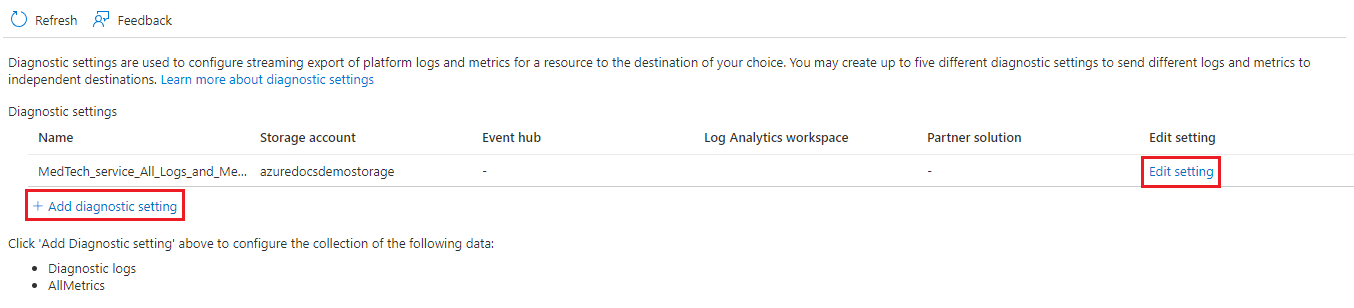 Refresh Feedback
Diagnostic settings are used to configure streaming export of platform logs and metrics for a resource to the destination of your choice. You may create up to five different diagnostic settings to send different logs and metrics to
independent destinations. Learn more about diagnostic settings
Diagnostic settings
Name Storage account Event hub Log Analytics workspace Partner solution Edit setting
MedTech_service_All_Logs_and_Me... azuredocsdemostorage - - Edit setting
+ Add diagnostic setting
Click 'Add Diagnostic setting' above to configure the collection of the following data:
• Diagnostic logs
• AllMetrics